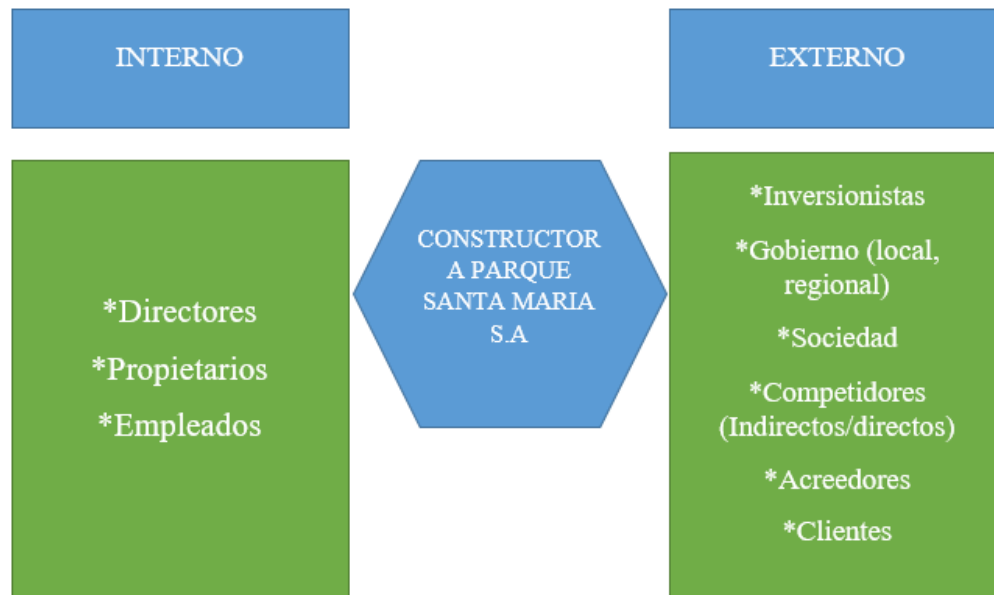 INTERNO
*Directores
*Propietarios
*Empleados
CONSTRUCTOR
A PARQUE
SANTA MARIA
S.A
EXTERNO
*Inversionistas
*Gobierno (local,
regional)
*Sociedad
*Competidores
(Indirectos/directos)
*Acreedores
*Clientes